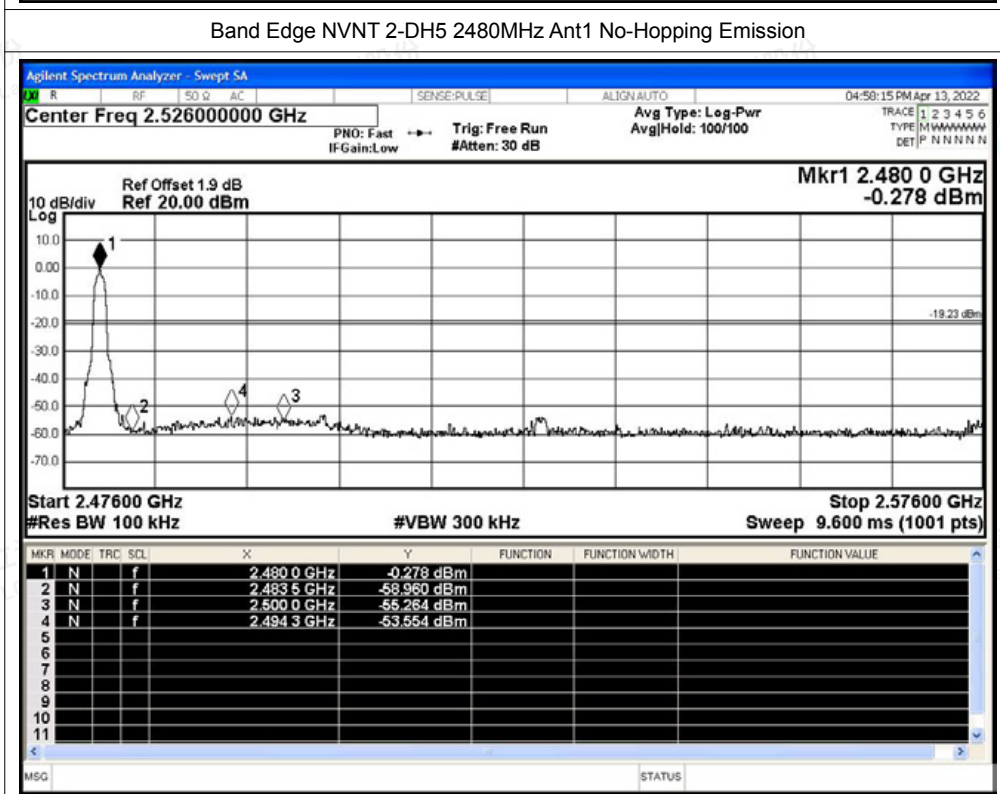 Band Edge NVNT 2-DH5 2480MHz Ant1 No-Hopping Emission
Agilent Spectrum Analyzer - Swept SA
LXI R RF 50 Ω AC SENSE:PULSE ALIGN AUTO 04:58:15 PM Apr 13, 2022
Center Freq 2.526000000 GHz
PNO: Fast Trig: Free Run Avg Type: Log-Pwr TRACE 1 2 3 4 5 6
IFGain:Low #Atten: 30 dB Avg|Hold: 100/100 TYPE M WWWWW
DET P N N N N N
Mkr1 2.480 0 GHz
-0.278 dBm
Ref Offset 1.9 dB
10 dB/div Ref 20.00 dBm
Log
10.0
1
0.00
-10.0
-19.23 dBm
-20.0
-30.0
-40.0
4
3
-50.0
2
-60.0
-70.0
Start 2.47600 GHz Stop 2.57600 GHz
#Res BW 100 kHz #VBW 300 kHz Sweep 9.600 ms (1001 pts)
MKR MODE TRC SCL X Y FUNCTION FUNCTION WIDTH FUNCTION VALUE
1 N f 2.480 0 GHz -0.278 dBm
2 N f 2.483 5 GHz -58.960 dBm
3 N f 2.500 0 GHz -55.264 dBm
4 N f 2.494 3 GHz -53.554 dBm
5
6
7
8
9
10
11
MSG STATUS